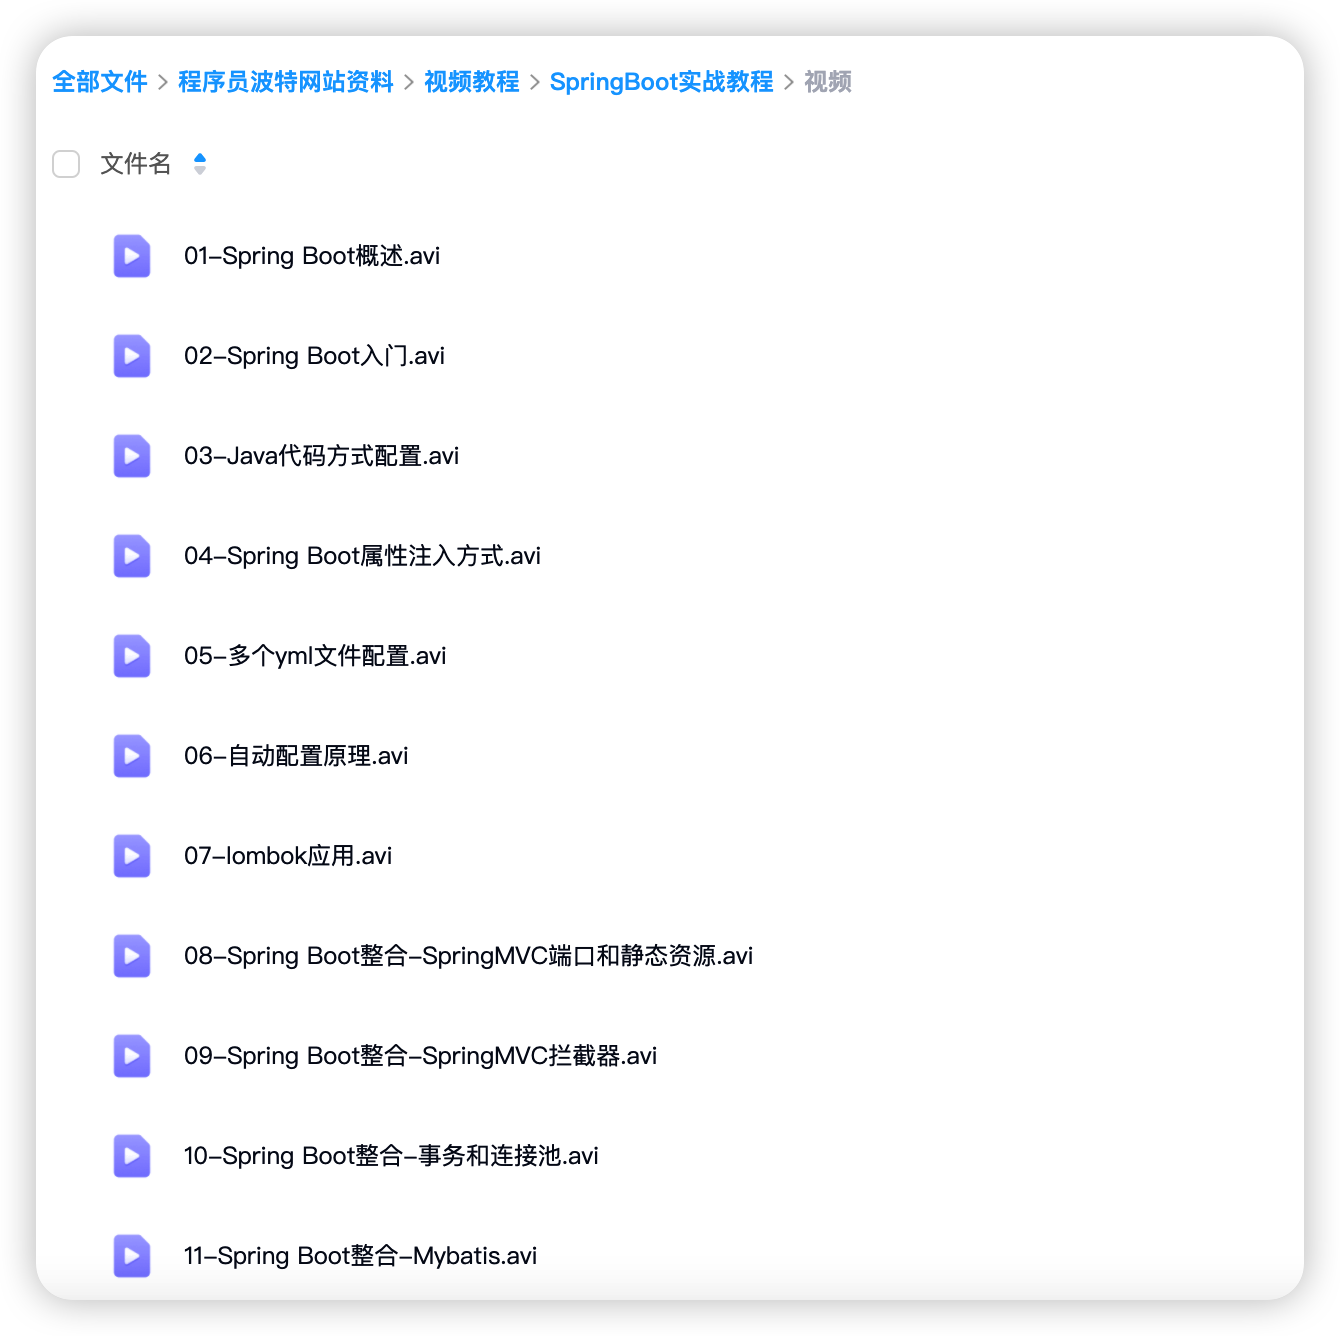 全部文件 > 程序员波特网站资料 > 视频教程 > SpringBoot实战教程 > 视频
文件名
01-Spring Boot概述.avi
02-Spring Boot入门.avi
03-Java代码方式配置.avi
04-Spring Boot属性注入方式.avi
05-多个yml文件配置.avi
06-自动配置原理.avi
07-lombok应用.avi
08-Spring Boot整合-SpringMVC端口和静态资源.avi
09-Spring Boot整合-SpringMVC拦截器.avi
10-Spring Boot整合-事务和连接池.avi
11-Spring Boot整合-Mybatis.avi